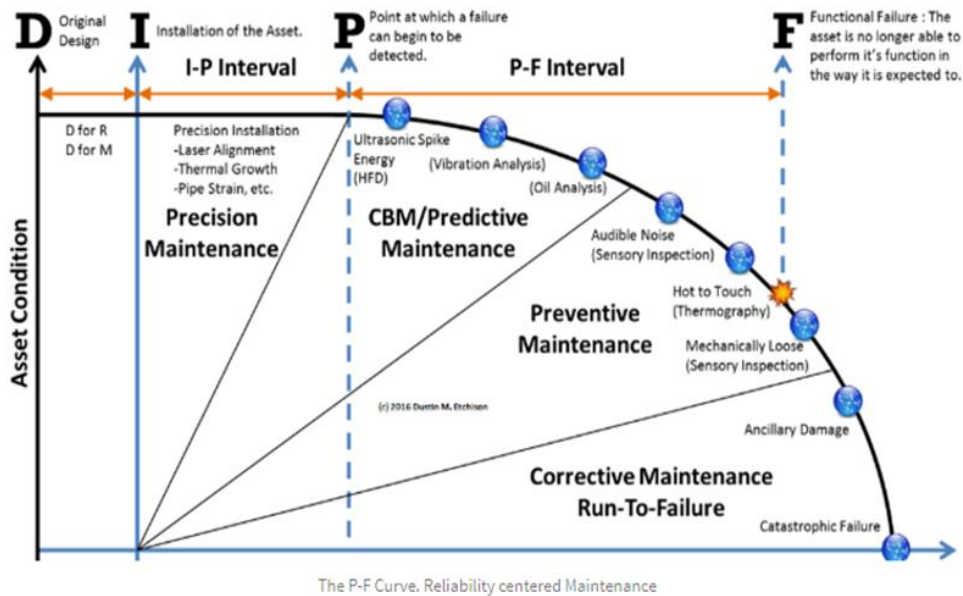 D Original
Design
I Installation of the Asset.
P Point at which a failure
can begin to be
detected.
F Functional Failure : The
asset is no longer able to
perform it's function in
the way it is expected to.
I-P Interval
P-F Interval
D for R
D for M
Precision Installation
-Laser Alignment
-Thermal Growth
-Pipe Strain, etc.
Precision
Maintenance
Ultrasonic Spike
Energy
(HFD)
(Vibration Analysis)
(Oil Analysis)
CBM/Predictive
Maintenance
Audible Noise
(Sensory Inspection)
Hot to Touch
(Thermography)
Preventive
Maintenance
Mechanically Loose
(Sensory Inspection)
(c) 2016 Dustin M. Etchison
Ancillary Damage
Corrective Maintenance
Run-To-Failure
Catastrophic Failure
Asset Condition
The P-F Curve. Reliability centered Maintenance